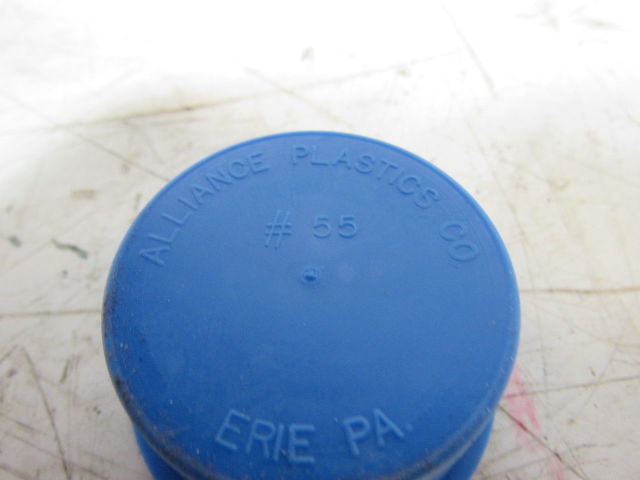 ALLIANCE PLASTICS CO.
# 55
ERIE PA.